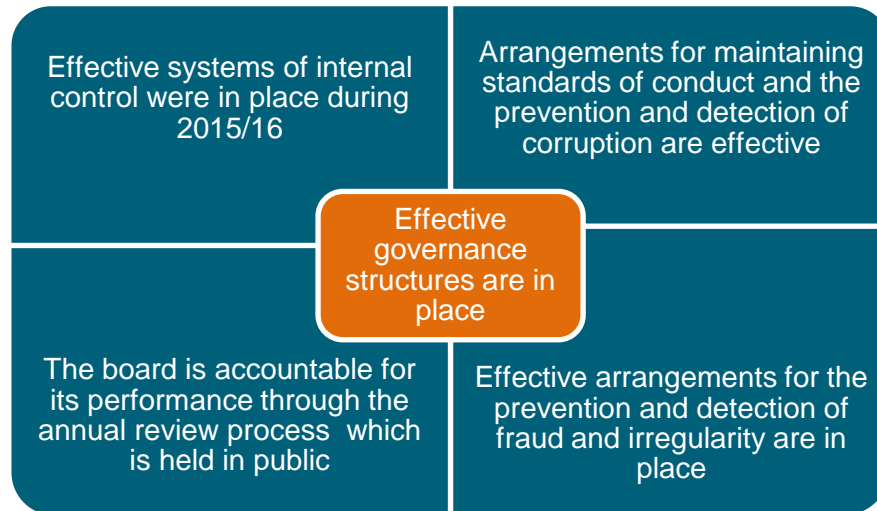 Effective systems of internal
control were in place during
2015/16
Arrangements for maintaining
standards of conduct and the
prevention and detection of
corruption are effective
Effective
governance
structures are in
place
The board is accountable for
its performance through the
annual review process which
is held in public
Effective arrangements for the
prevention and detection of
fraud and irregularity are in
place